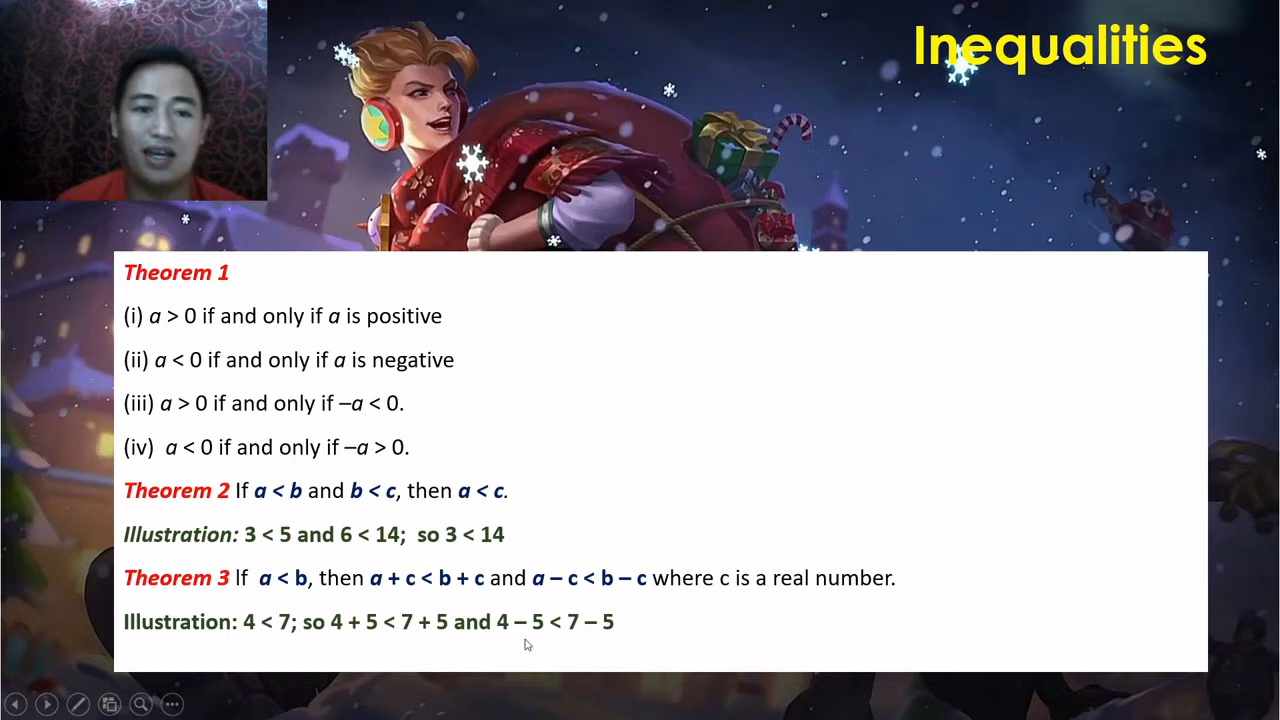 Inequalities
Theorem 1
(i) a > 0 if and only if a is positive
(ii) a < 0 if and only if a is negative
(iii) a > 0 if and only if –a < 0.
(iv) a < 0 if and only if –a > 0.
Theorem 2 If a < b and b < c, then a < c.
Illustration: 3 < 5 and 6 < 14; so 3 < 14
Theorem 3 If a < b, then a + c < b + c and a – c < b – c where c is a real number.
Illustration: 4 < 7; so 4 + 5 < 7 + 5 and 4 – 5 < 7 – 5